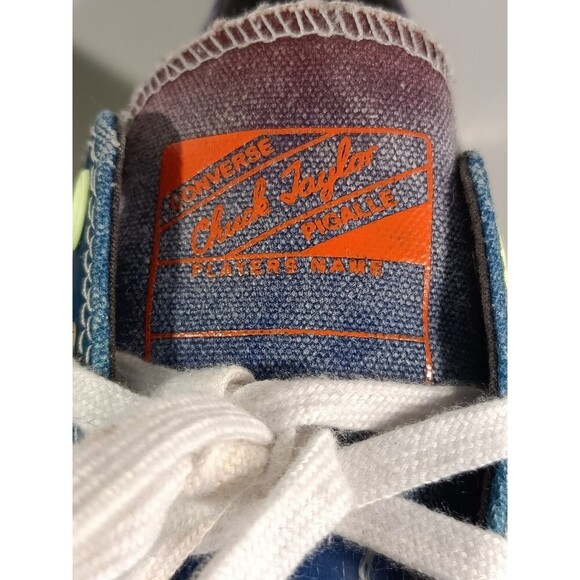 CONVERSE
Chuck Taylor
PIGALLE
PLAYERS NAME